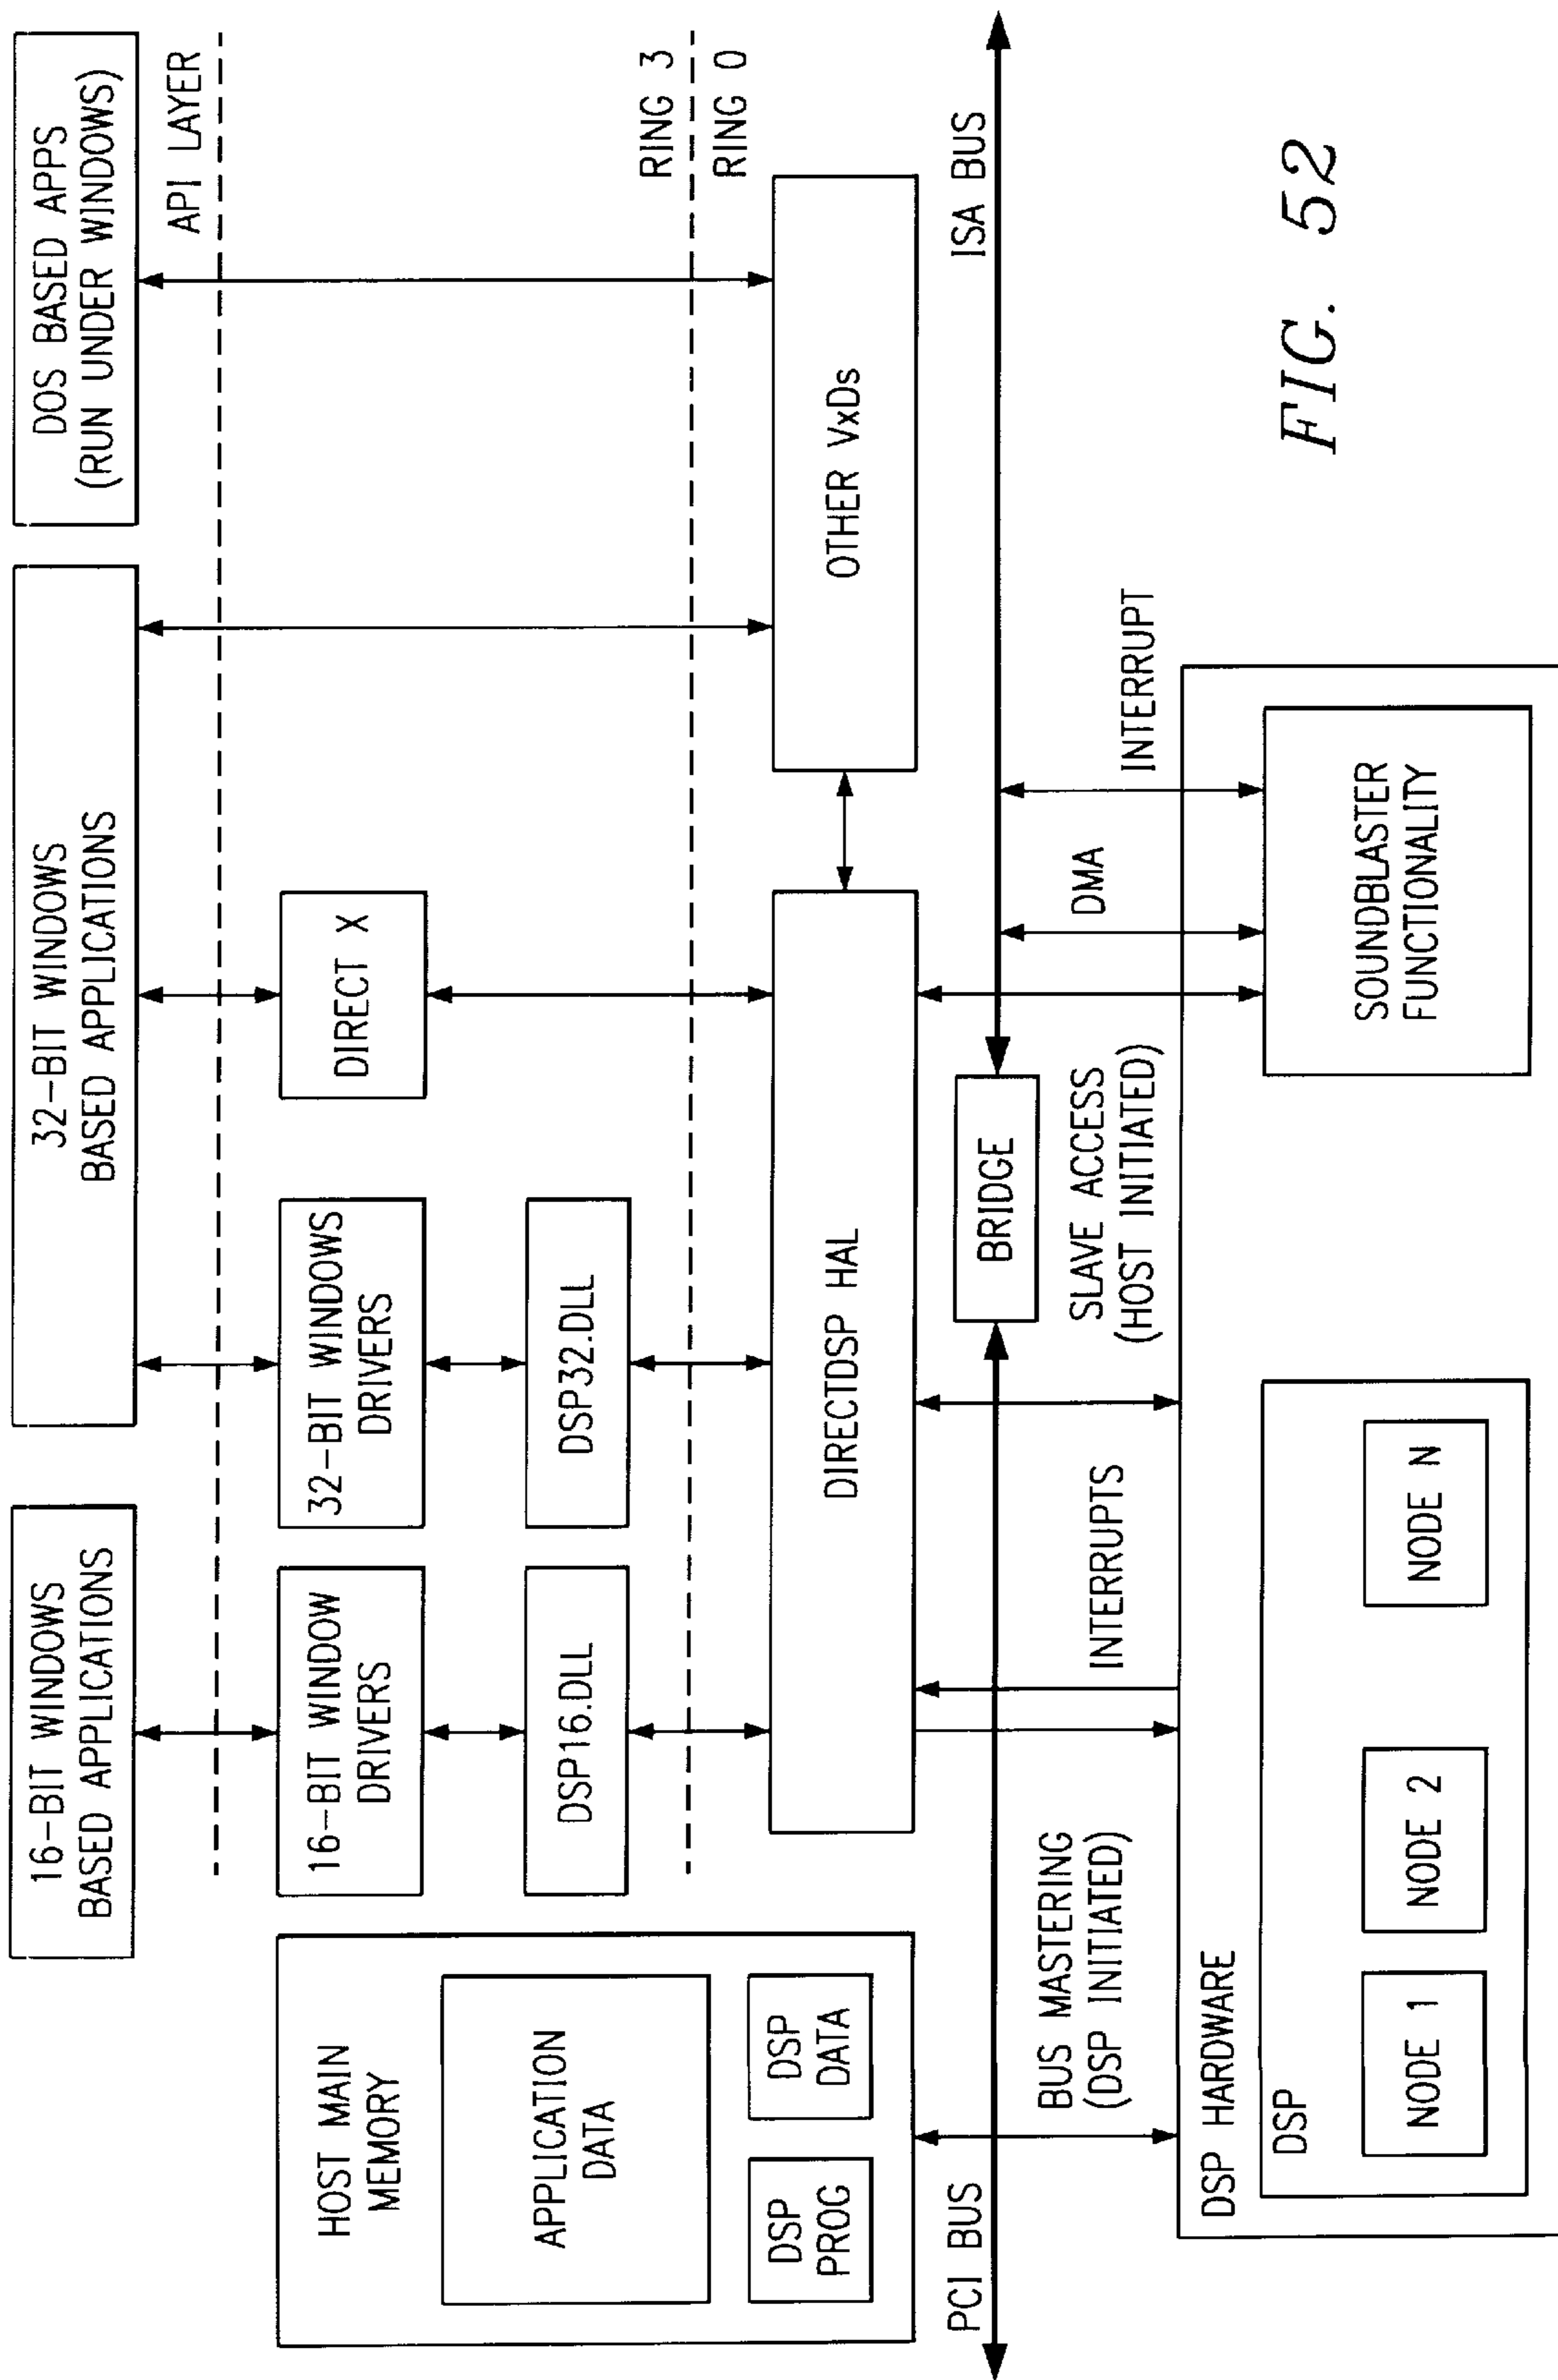 16-BIT WINDOWS
BASED APPLICATIONS
32-BIT WINDOWS
BASED APPLICATIONS
DOS BASED APPS
(RUN UNDER WINDOWS)
API LAYER
HOST MAIN
MEMORY
APPLICATION
DATA
DSP
PROG
DSP
DATA
16-BIT WINDOW
DRIVERS
32-BIT WINDOWS
DRIVERS
DIRECT X
DSP16.DLL
DSP32.DLL
RING 3
RING 0
DIRECTDSP HAL
OTHER VxDs
PCI BUS
BRIDGE
ISA BUS
BUS MASTERING
(DSP INITIATED)
INTERRUPTS
SLAVE ACCESS
(HOST INITIATED)
DMA
INTERRUPT
DSP HARDWARE
DSP
NODE 1
NODE 2
NODE N
SOUNDBLASTER
FUNCTIONALITY
FIG. 52